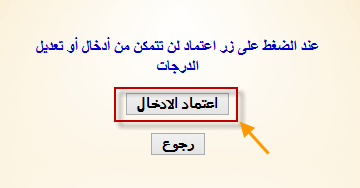 عند الضغط على زر اعتماد لن تتمكن من أدخال أو تعديل
الدرجات
اعتماد الادخال
رجوع